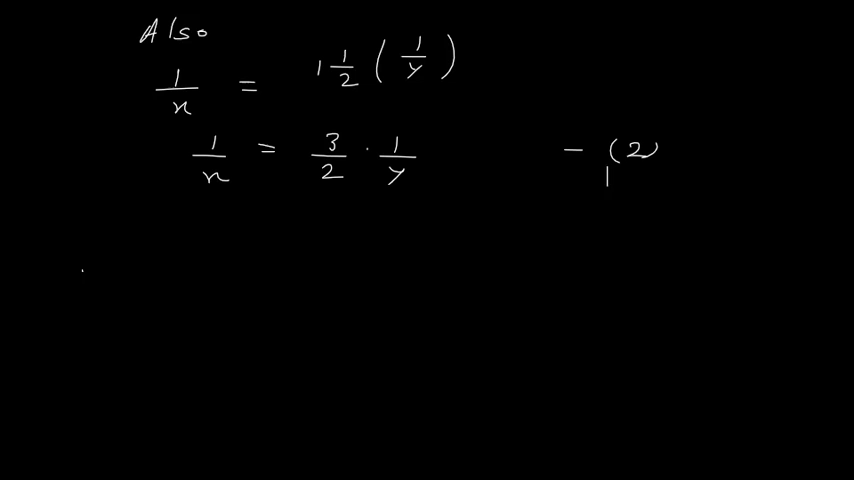 Also
1/x = 1 1/2 (1/y)
1/x = 3/2 · 1/y - (2)